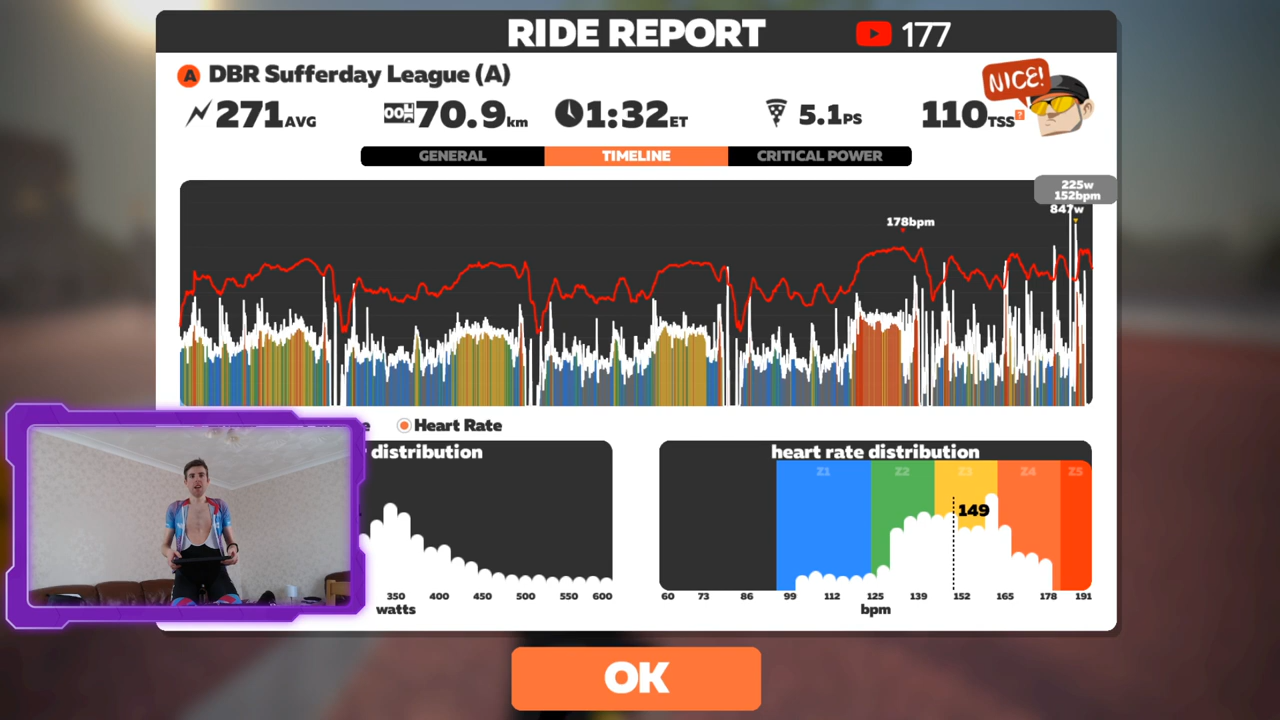 RIDE REPORT 177
A DBR Sufferday League (A)
NICE!
271AVG 70.9km 1:32ET 5.1PS 110TSS ?
GENERAL TIMELINE CRITICAL POWER
225w
152bpm
847w
178bpm
Heart Rate
distribution
heart rate distribution
Z1 Z2 Z3 Z4 Z5
149
350 400 450 500 550 600
watts
60 73 86 99 112 125 139 152 165 178 191
bpm
OK